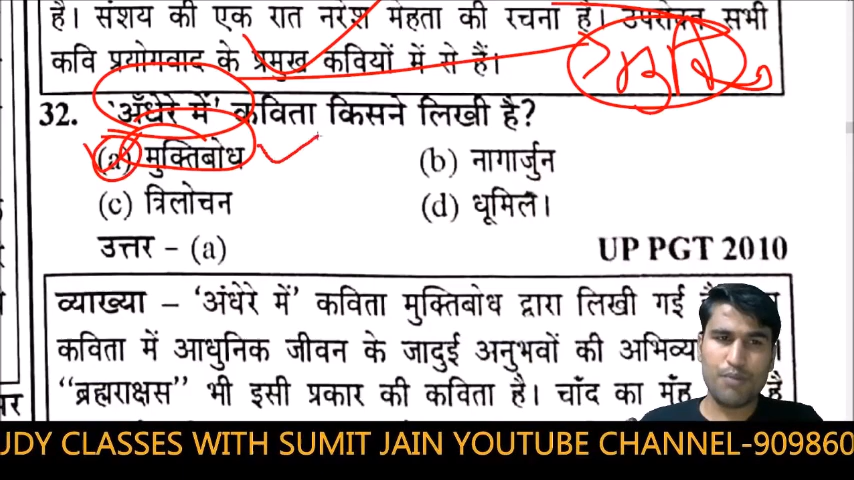 है। संशय की एक रात नरेश मेहता की रचना है। उपरोक्त सभी
कवि प्रयोगवाद के प्रमुख कवियों में से हैं।
32. 'अँधेरे में' कविता किसने लिखी है?
(a) मुक्तिबोध (b) नागार्जुन
(c) त्रिलोचन (d) धूमिल।
उत्तर – (a) UP PGT 2010
व्याख्या – 'अंधेरे में' कविता मुक्तिबोध द्वारा लिखी गई
कविता में आधुनिक जीवन के जादुई अनुभवों की
"ब्रह्मराक्षस" भी इसी प्रकार की कविता है। चाँद का मुँह है
UDY CLASSES WITH SUMIT JAIN YOUTUBE CHANNEL-909860